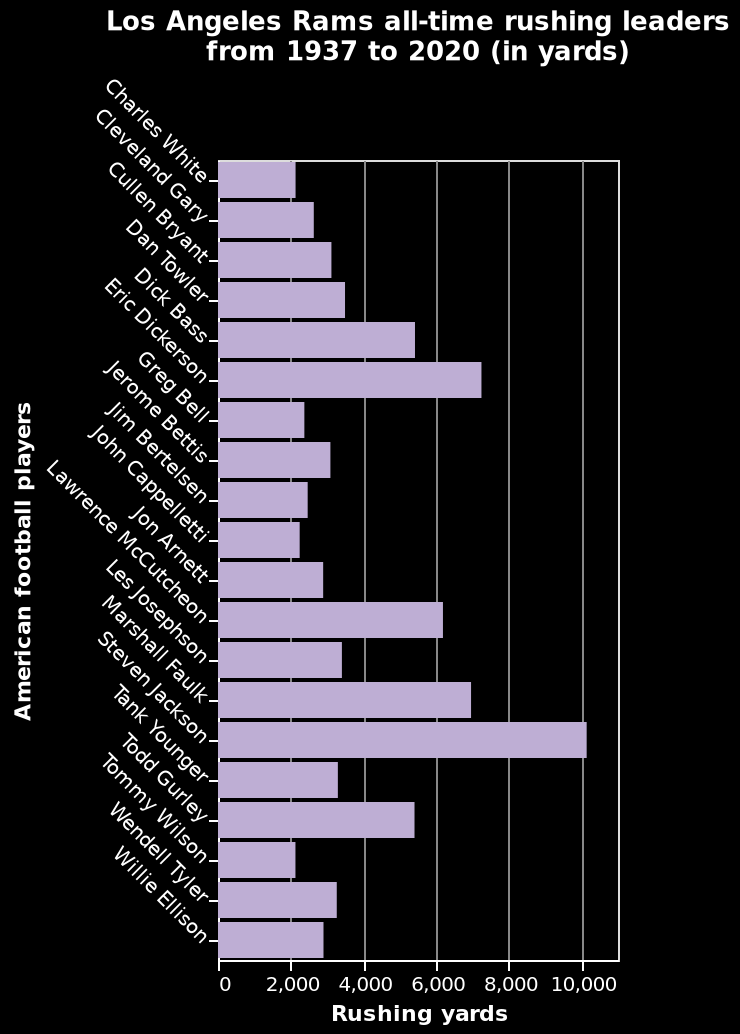 Los Angeles Rams all-time rushing leaders
from 1937 to 2020 (in yards)
Charles White
Cleveland Gary
Cullen Bryant
Dan Towler
Dick Bass
Eric Dickerson
Greg Bell
Jerome Bettis
Jim Bertelsen
John Cappelletti
Jon Arnett
Lawrence McCutcheon
Les Josephson
Marshall Faulk
Steven Jackson
Tank Younger
Todd Gurley
Tommy Wilson
Wendell Tyler
Willie Ellison
American football players
0 2,000 4,000 6,000 8,000 10,000
Rushing yards